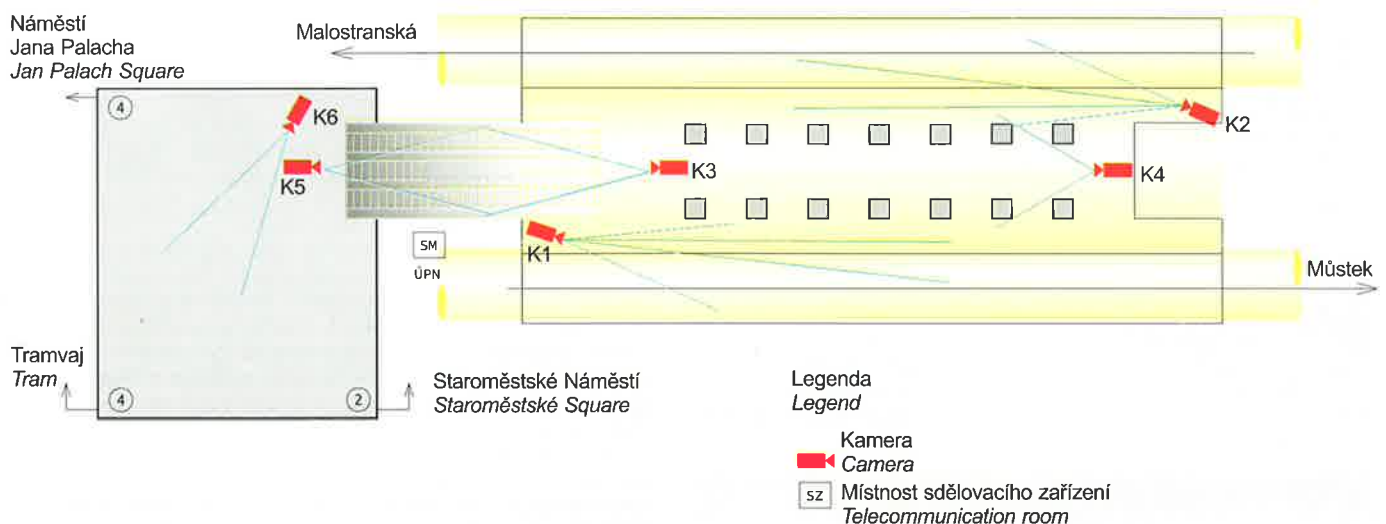 Náměstí
Jana Palacha
Jan Palach Square
Malostranská
4
K6
K2
K5
K3
K4
K1
SM
ÚPN
Můstek
Tramvaj
Tram
4
2
Staroměstské Náměstí
Staroměstské Square
Legenda
Legend
Kamera
Camera
SZ
Místnost sdělovacího zařízení
Telecommunication room